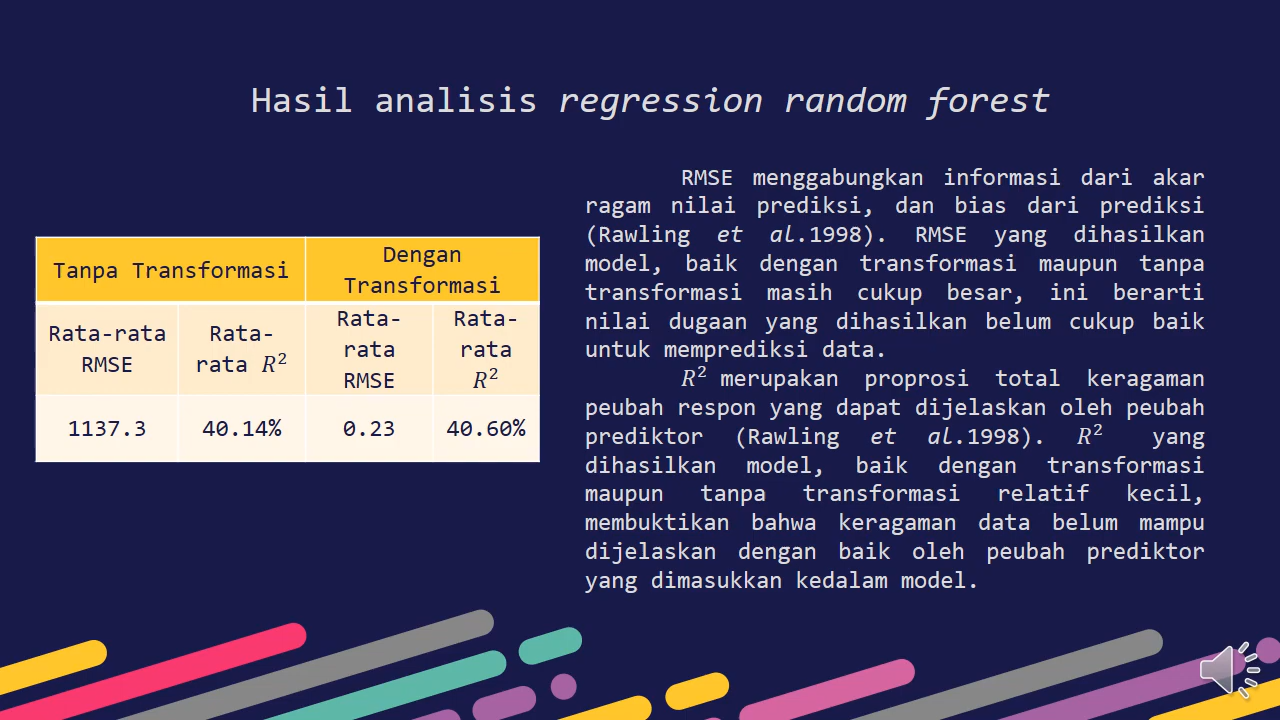 Hasil analisis regression random forest
Tanpa Transformasi
Dengan
Transformasi
Rata-rata
RMSE
Rata-
rata R²
Rata-
rata
RMSE
Rata-
rata
R²
1137.3
40.14%
0.23
40.60%
RMSE menggabungkan informasi dari akar
ragam nilai prediksi, dan bias dari prediksi
(Rawling et al.1998). RMSE yang dihasilkan
model, baik dengan transformasi maupun tanpa
transformasi masih cukup besar, ini berarti
nilai dugaan yang dihasilkan belum cukup baik
untuk memprediksi data.
R² merupakan proprosi total keragaman
peubah respon yang dapat dijelaskan oleh peubah
prediktor (Rawling et al.1998). R² yang
dihasilkan model, baik dengan transformasi
maupun tanpa transformasi relatif kecil,
membuktikan bahwa keragaman data belum mampu
dijelaskan dengan baik oleh peubah prediktor
yang dimasukkan kedalam model.